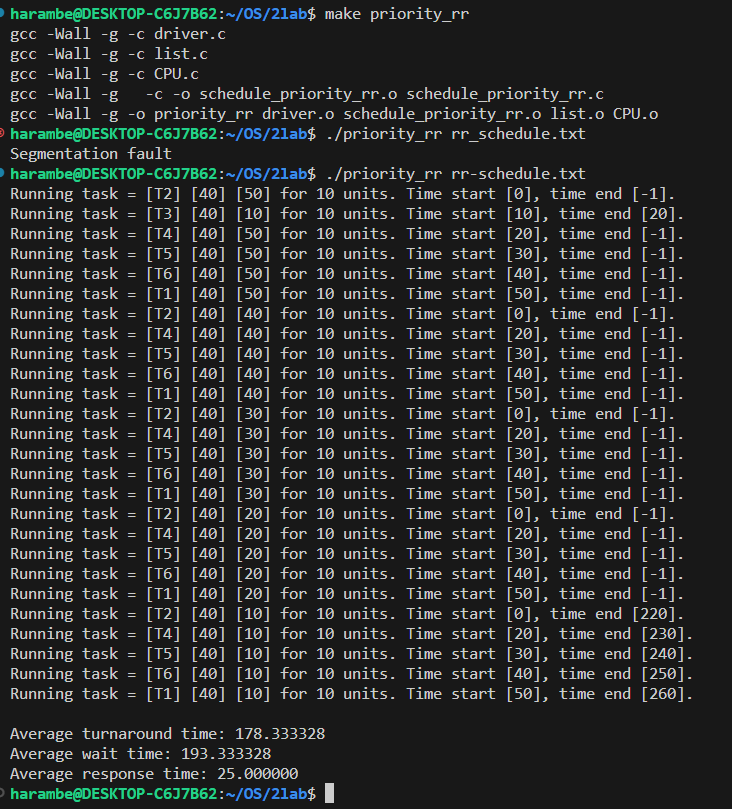 harambe@DESKTOP-C6J7B62:~/OS/2lab$ make priority_rr
gcc -Wall -g -c driver.c
gcc -Wall -g -c list.c
gcc -Wall -g -c CPU.c
gcc -Wall -g   -c -o schedule_priority_rr.o schedule_priority_rr.c
gcc -Wall -g -o priority_rr driver.o schedule_priority_rr.o list.o CPU.o
harambe@DESKTOP-C6J7B62:~/OS/2lab$ ./priority_rr rr_schedule.txt
Segmentation fault
harambe@DESKTOP-C6J7B62:~/OS/2lab$ ./priority_rr rr-schedule.txt
Running task = [T2] [40] [50] for 10 units. Time start [0], time end [-1].
Running task = [T3] [40] [10] for 10 units. Time start [10], time end [20].
Running task = [T4] [40] [50] for 10 units. Time start [20], time end [-1].
Running task = [T5] [40] [50] for 10 units. Time start [30], time end [-1].
Running task = [T6] [40] [50] for 10 units. Time start [40], time end [-1].
Running task = [T1] [40] [50] for 10 units. Time start [50], time end [-1].
Running task = [T2] [40] [40] for 10 units. Time start [0], time end [-1].
Running task = [T4] [40] [40] for 10 units. Time start [20], time end [-1].
Running task = [T5] [40] [40] for 10 units. Time start [30], time end [-1].
Running task = [T6] [40] [40] for 10 units. Time start [40], time end [-1].
Running task = [T1] [40] [40] for 10 units. Time start [50], time end [-1].
Running task = [T2] [40] [30] for 10 units. Time start [0], time end [-1].
Running task = [T4] [40] [30] for 10 units. Time start [20], time end [-1].
Running task = [T5] [40] [30] for 10 units. Time start [30], time end [-1].
Running task = [T6] [40] [30] for 10 units. Time start [40], time end [-1].
Running task = [T1] [40] [30] for 10 units. Time start [50], time end [-1].
Running task = [T2] [40] [20] for 10 units. Time start [0], time end [-1].
Running task = [T4] [40] [20] for 10 units. Time start [20], time end [-1].
Running task = [T5] [40] [20] for 10 units. Time start [30], time end [-1].
Running task = [T6] [40] [20] for 10 units. Time start [40], time end [-1].
Running task = [T1] [40] [20] for 10 units. Time start [50], time end [-1].
Running task = [T2] [40] [10] for 10 units. Time start [0], time end [220].
Running task = [T4] [40] [10] for 10 units. Time start [20], time end [230].
Running task = [T5] [40] [10] for 10 units. Time start [30], time end [240].
Running task = [T6] [40] [10] for 10 units. Time start [40], time end [250].
Running task = [T1] [40] [10] for 10 units. Time start [50], time end [260].

Average turnaround time: 178.333328
Average wait time: 193.333328
Average response time: 25.000000
harambe@DESKTOP-C6J7B62:~/OS/2lab$